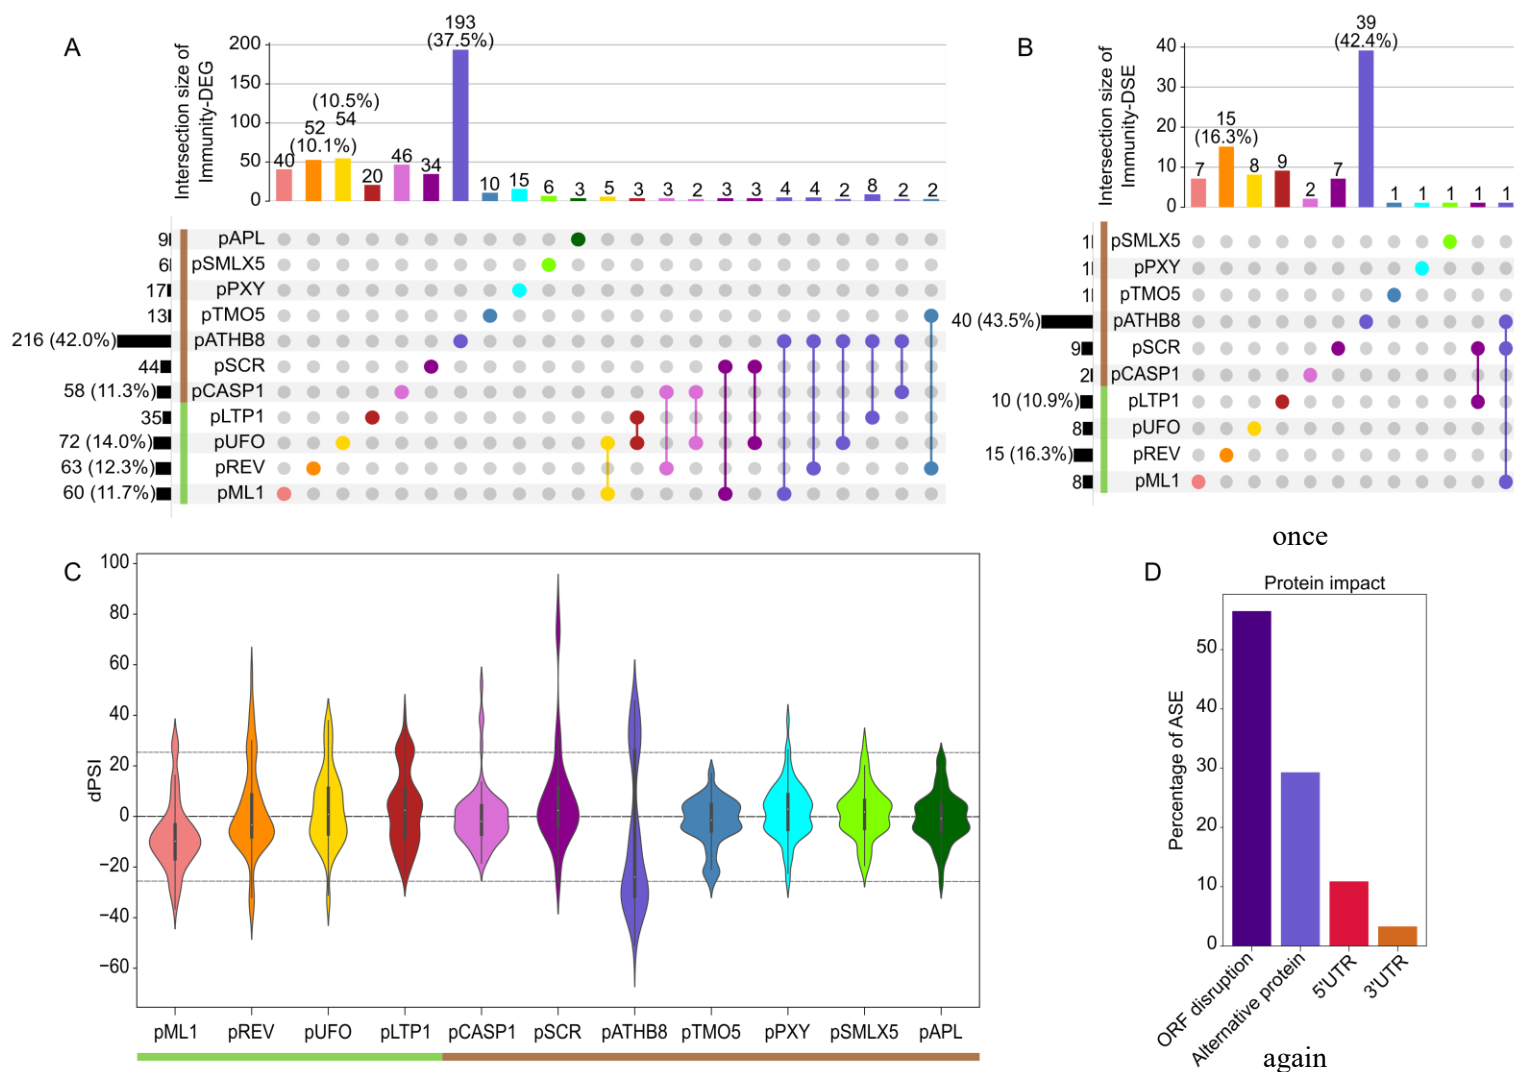 A
Intersection size of
Immunity-DEG
200
150
100
50
0
40
52
(10.1%)
(10.5%)
54
20
46
34
193
(37.5%)
10
15
6
3
5
3
3
2
3
3
4
4
2
8
2
2
9 pAPL
6 pSMLX5
17 pPXY
13 pTMO5
216 (42.0%) pATHB8
44 pSCR
58 (11.3%) pCASP1
35 pLTP1
72 (14.0%) pUFO
63 (12.3%) pREV
60 (11.7%) pML1
B
Intersection size of
Immunity-DSE
40
30
20
10
0
7
15
(16.3%)
8
9
2
7
39
(42.4%)
1
1
1
1
1
1 pSMLX5
1 pPXY
1 pTMO5
40 (43.5%) pATHB8
9 pSCR
2 pCASP1
10 (10.9%) pLTP1
8 pUFO
15 (16.3%) pREV
8 pML1
once
C
dPSI
100
80
60
40
20
0
−20
−40
−60
pML1 pREV pUFO pLTP1 pCASP1 pSCR pATHB8 pTMO5 pPXY pSMLX5 pAPL
D
Protein impact
Percentage of ASE
50
30
20
10
0
ORF disruption
Alternative protein
5'UTR
3'UTR
again